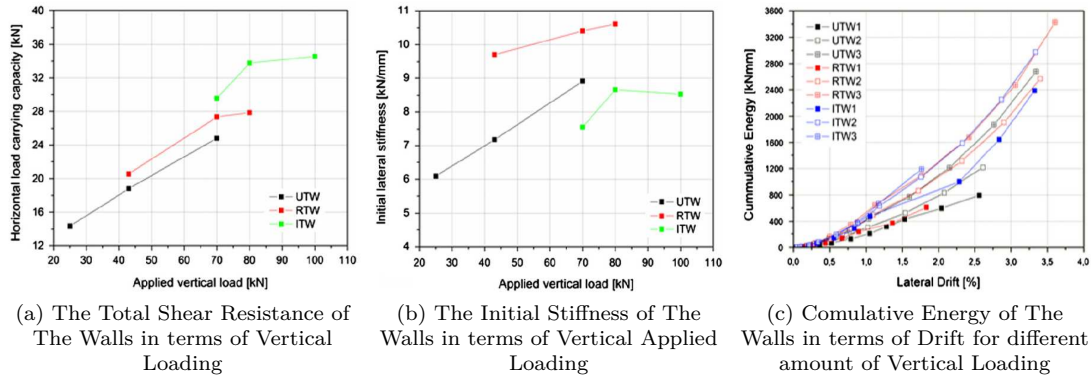 Horizontal load carrying capacity [kN]
40
36
32
28
24
20
16
12
20 30 40 50 60 70 80 90 100 110
Applied vertical load [kN]
UTW
RTW
ITW
(a) The Total Shear Resistance of
The Walls in terms of Vertical
Loading
Initial lateral stiffness [kN/mm]
11
10
9
8
7
6
5
4
20 30 40 50 60 70 80 90 100 110
Applied vertical load [kN]
UTW
RTW
ITW
(b) The Initial Stiffness of The
Walls in terms of Vertical Applied
Loading
Cumulative Energy [kNmm]
3600
3200
2800
2400
2000
1600
1200
800
400
0
0,0 0,5 1,0 1,5 2,0 2,5 3,0 3,5 4,0
Lateral Drift [%]
UTW1
UTW2
UTW3
RTW1
RTW2
RTW3
ITW1
ITW2
ITW3
(c) Comulative Energy of The
Walls in terms of Drift for different
amount of Vertical Loading